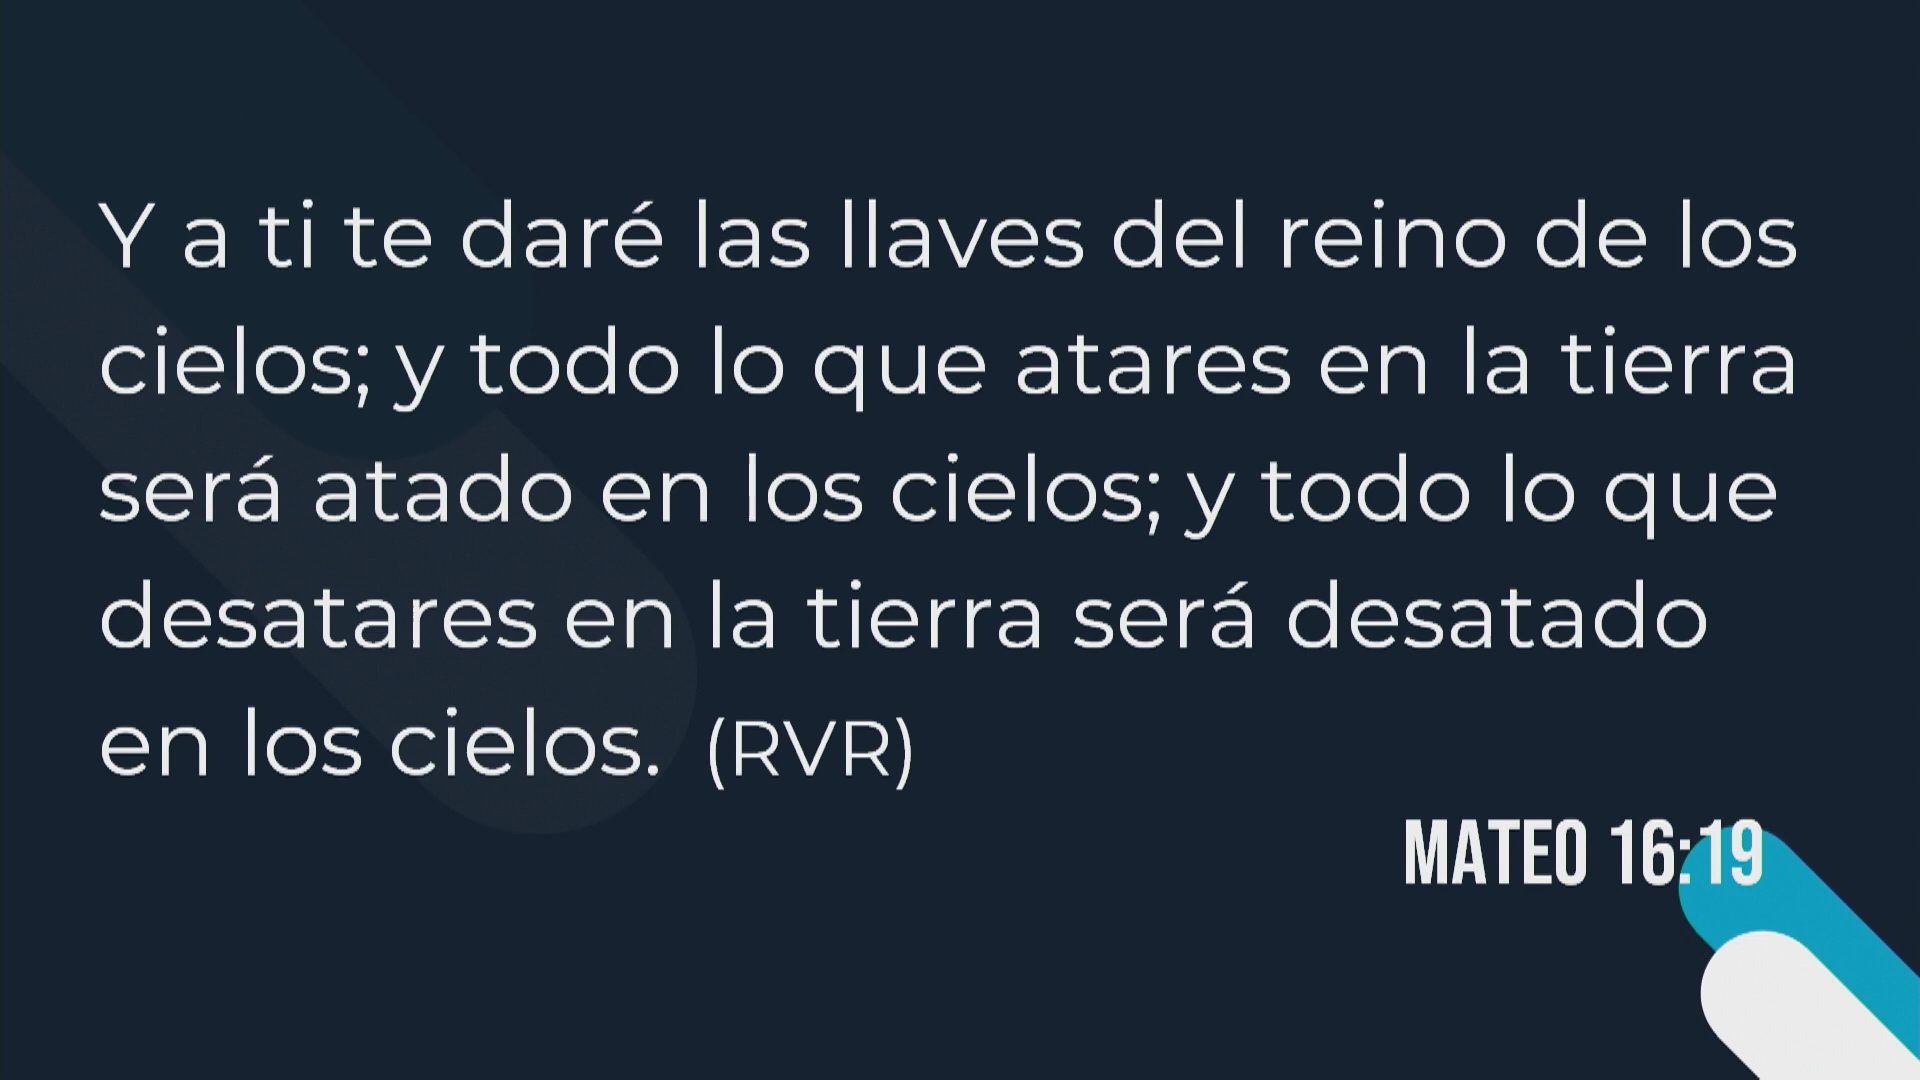 Y a ti te daré las llaves del reino de los
cielos; y todo lo que atares en la tierra
será atado en los cielos; y todo lo que
desatares en la tierra será desatado
en los cielos. (RVR)
MATEO 16:19